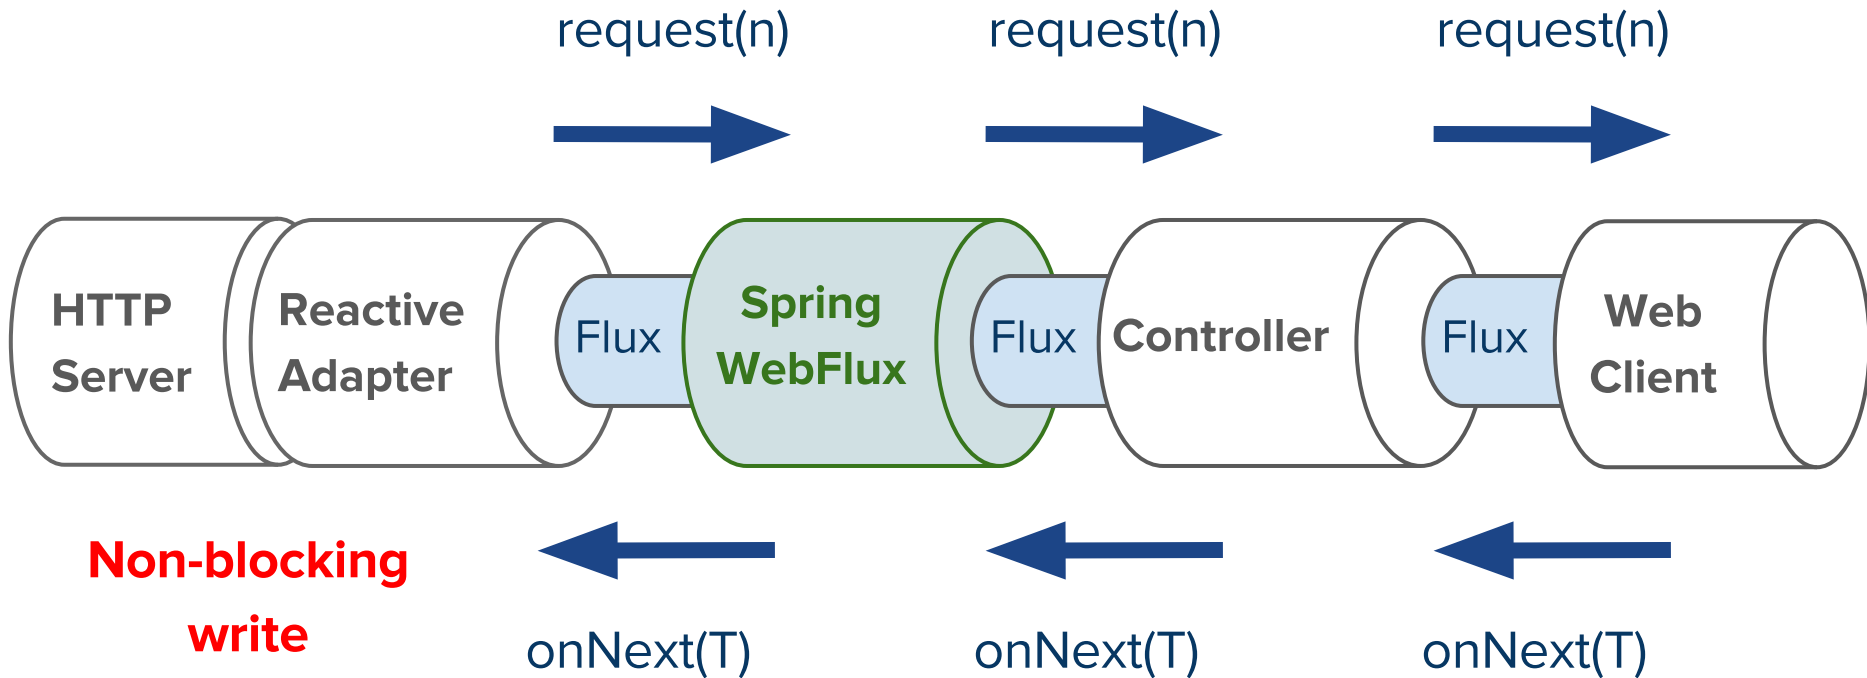 request(n)
request(n)
request(n)
HTTP
Server
Reactive
Adapter
Flux
Spring
WebFlux
Flux
Controller
Flux
Web
Client
Non-blocking
write
onNext(T)
onNext(T)
onNext(T)